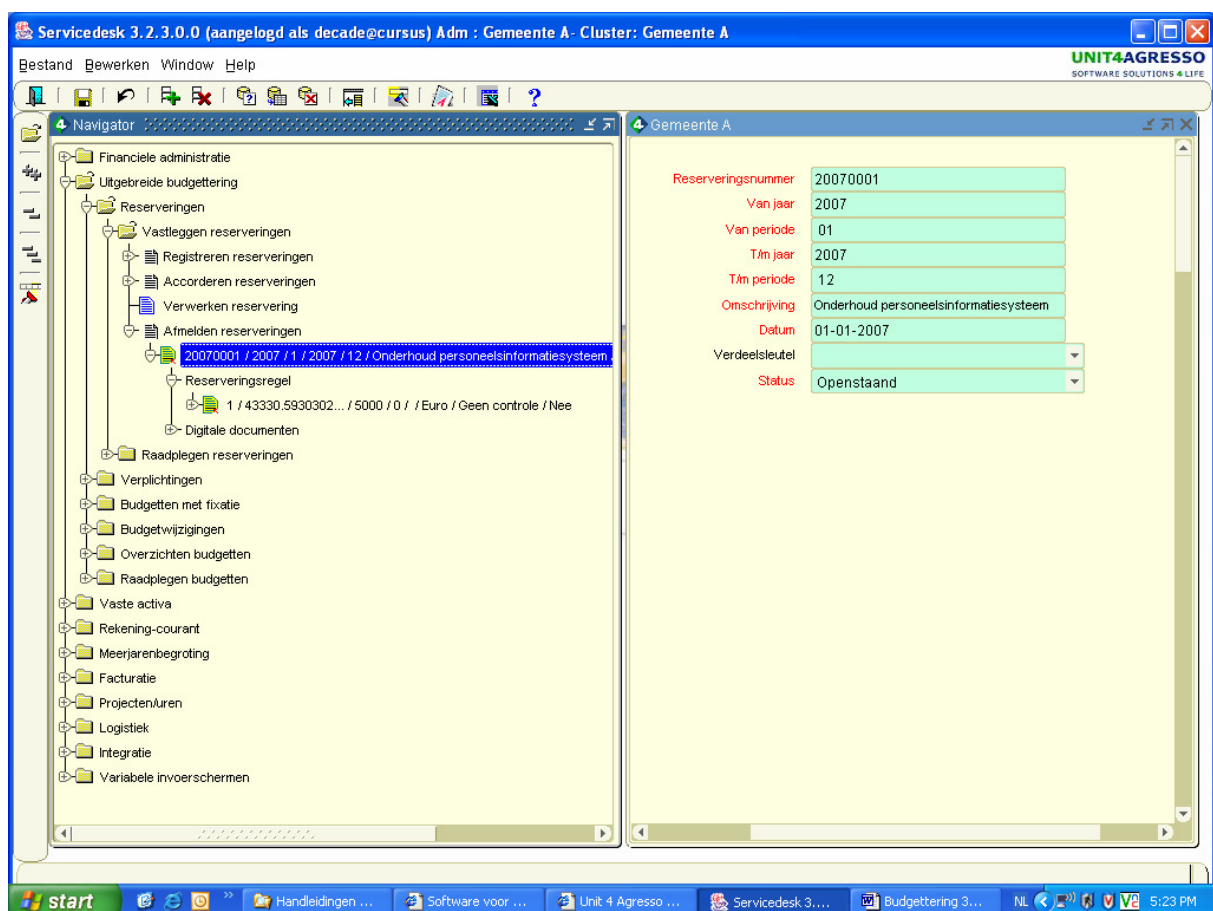 Servicedesk 3.2.3.0.0 (aangelogd als decade@cursus) Adm : Gemeente A- Cluster: Gemeente A
Bestand Bewerken Window Help
UNIT4AGRESSO
SOFTWARE SOLUTIONS 4 LIFE
4 Navigator
Financiele administratie
Uitgebreide budgettering
Reserveringen
Vastleggen reserveringen
Registreren reserveringen
Accorderen reserveringen
Verwerken reservering
Afmelden reserveringen
20070001 / 2007 / 1 / 2007 / 12 / Onderhoud personeelsinformatiesysteem
Reserveringsregel
1 / 43330.5930302... / 5000 / 0 / / Euro / Geen controle / Nee
Digitale documenten
Raadplegen reserveringen
Verplichtingen
Budgetten met fixatie
Budgetwijzigingen
Overzichten budgetten
Raadplegen budgetten
Vaste activa
Rekening-courant
Meerjarenbegroting
Facturatie
Projecten/uren
Logistiek
Integratie
Variabele invoerschermen
4 Gemeente A
Reserveringsnummer 20070001
Van jaar 2007
Van periode 01
T/m jaar 2007
T/m periode 12
Omschrijving Onderhoud personeelsinformatiesysteem
Datum 01-01-2007
Verdeelsleutel
Status Openstaand
start Handleidingen ... Software voor ... Unit 4 Agresso ... Servicedesk 3.... Budgettering 3... NL 5:23 PM